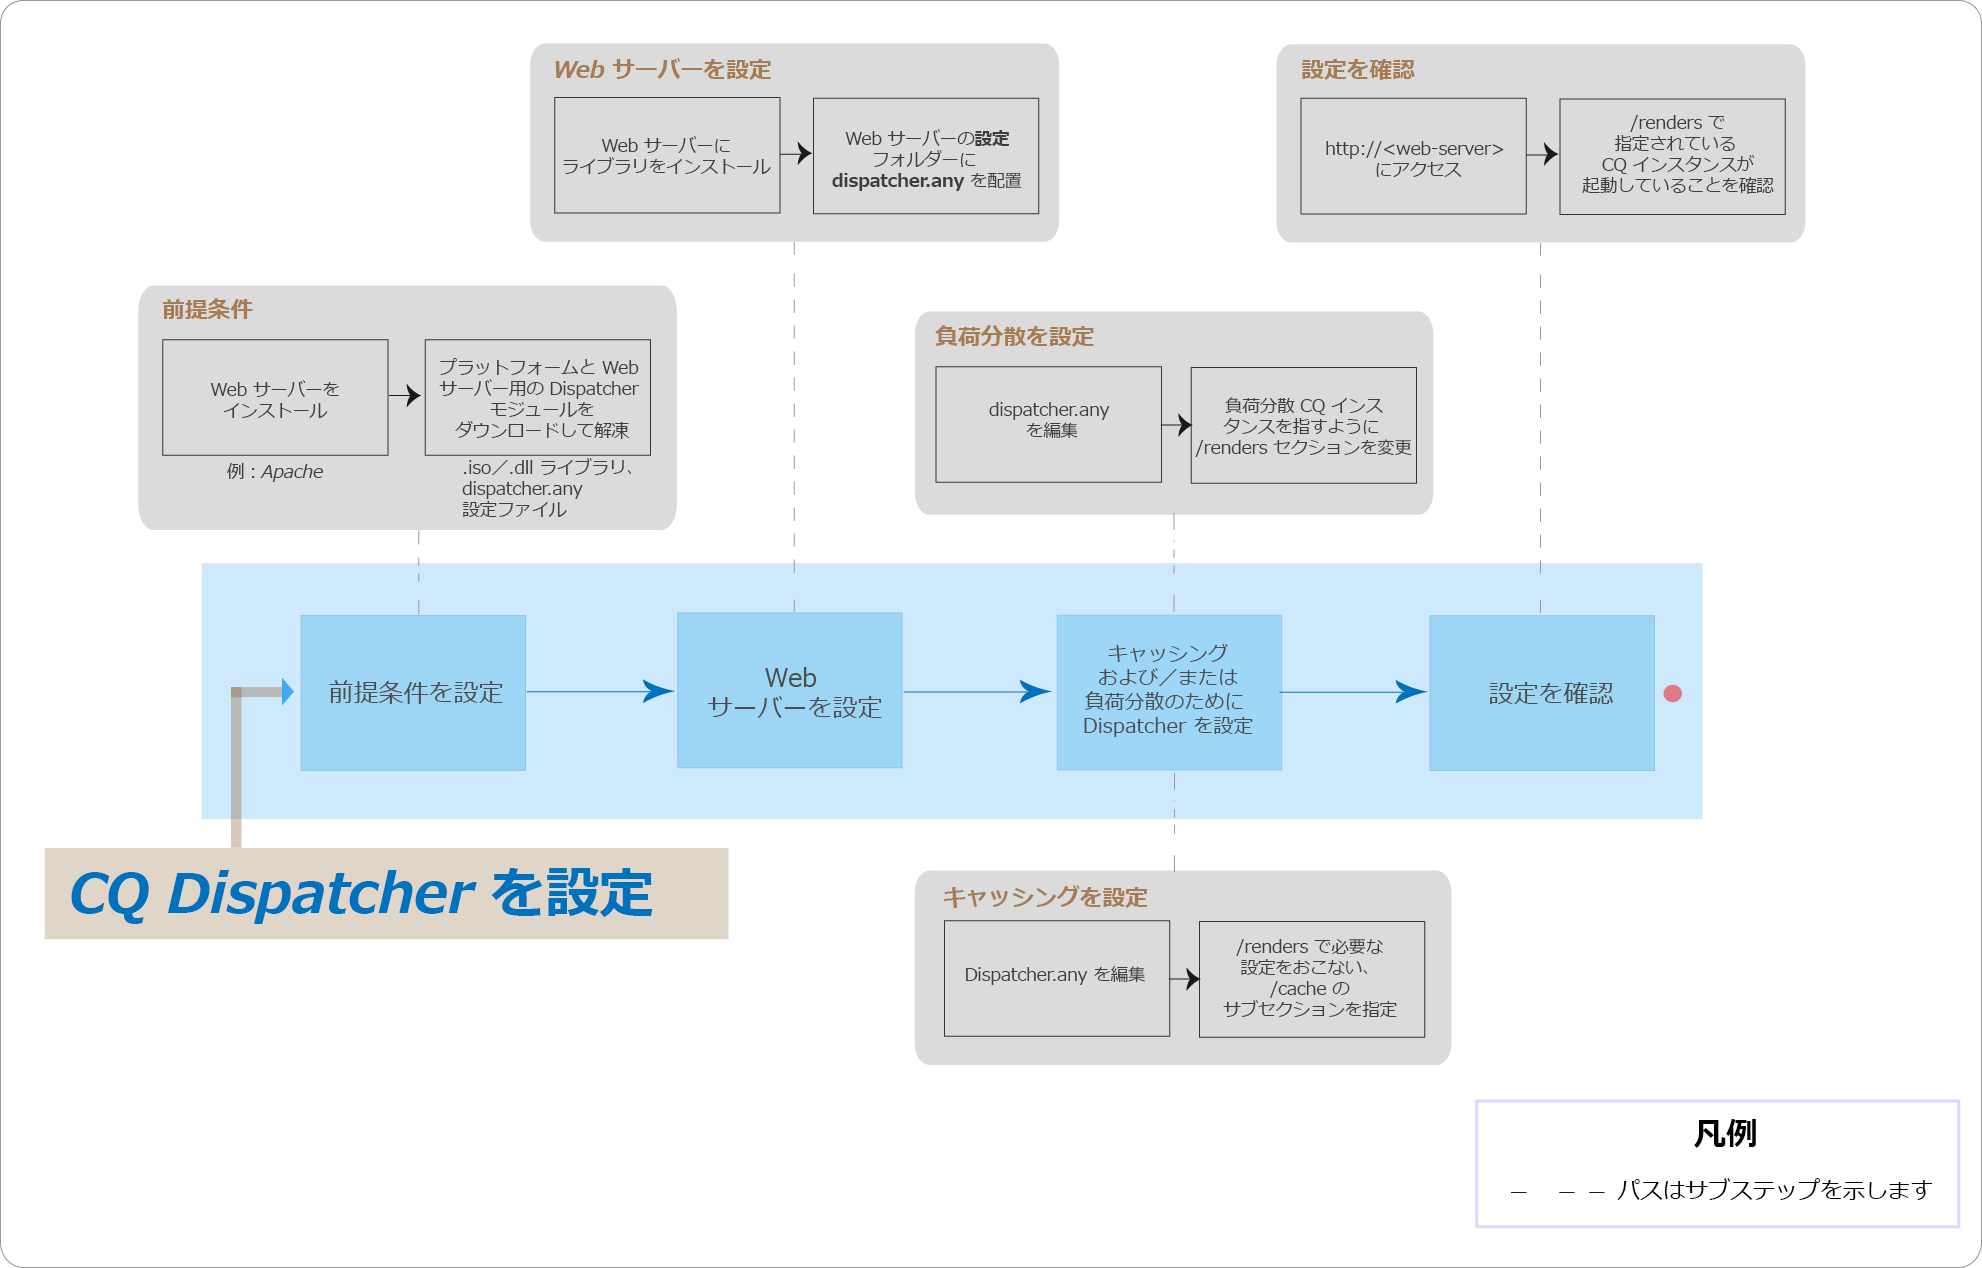 Web サーバーを設定
Web サーバーに
ライブラリをインストール
Web サーバーの設定
フォルダーに
dispatcher.any を配置
設定を確認
http://<web-server>
にアクセス
/renders で
指定されている
CQ インスタンスが
起動していることを確認
前提条件
Web サーバーを
インストール
例：Apache
プラットフォームと Web
サーバー用の Dispatcher
モジュールを
ダウンロードして解凍
.iso／.dll ライブラリ、
dispatcher.any
設定ファイル
負荷分散を設定
dispatcher.any
を編集
負荷分散 CQ インス
タンスを指すように
/renders セクションを変更
前提条件を設定
Web
サーバーを設定
キャッシング
および／または
負荷分散のために
Dispatcher を設定
設定を確認
CQ Dispatcher を設定
キャッシングを設定
Dispatcher.any を編集
/renders で必要な
設定をおこない、
/cache の
サブセクションを指定
凡例
パスはサブステップを示します